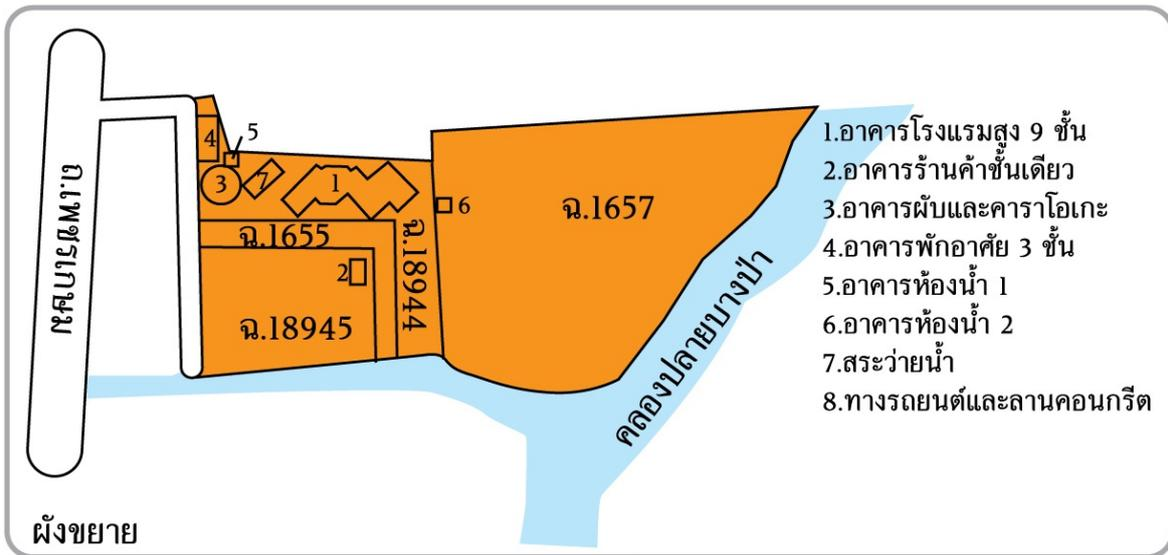 ถ.เพชรเกษม
4
5
3
7
1
6
ฉ.1657
ฉ.1655
ฉ.18944
2
ฉ.18945
คลองปลายบางป่า
1.อาคารโรงแรมสูง 9 ชั้น
2.อาคารร้านค้าชั้นเดียว
3.อาคารผับและคาราโอเกะ
4.อาคารพักอาศัย 3 ชั้น
5.อาคารห้องน้ำ 1
6.อาคารห้องน้ำ 2
7.สระว่ายน้ำ
8.ทางรถยนต์และลานคอนกรีต
ผังขยาย